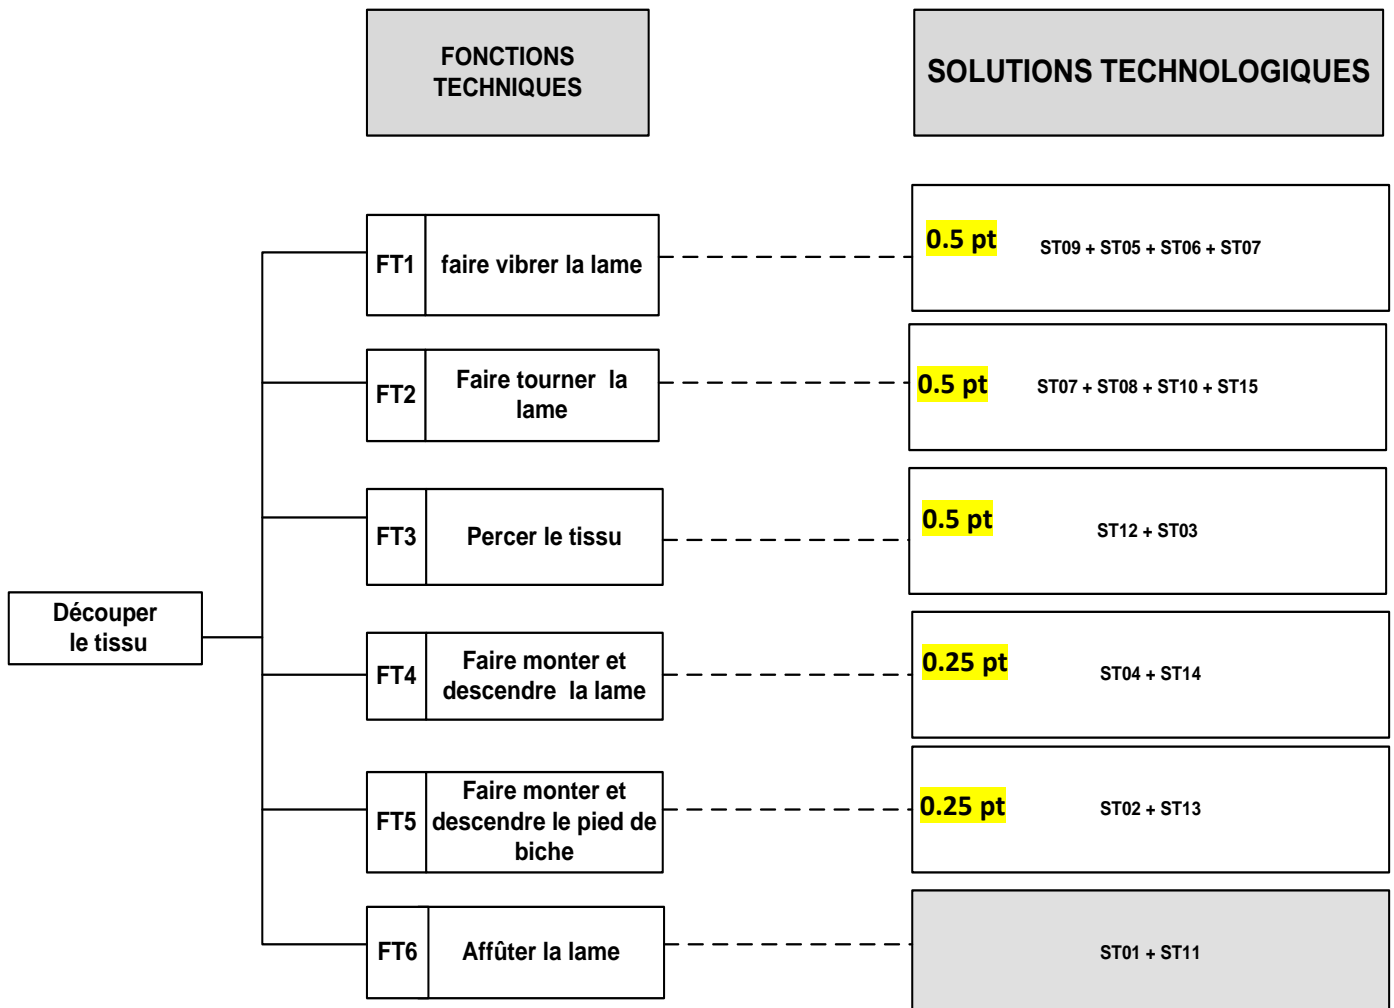 FONCTIONS
TECHNIQUES
SOLUTIONS TECHNOLOGIQUES
FT1 faire vibrer la lame
0.5 pt ST09 + ST05 + ST06 + ST07
FT2 Faire tourner la
lame
0.5 pt ST07 + ST08 + ST10 + ST15
FT3 Percer le tissu
0.5 pt ST12 + ST03
Découper
le tissu
FT4 Faire monter et
descendre la lame
0.25 pt ST04 + ST14
FT5 Faire monter et
descendre le pied de
biche
0.25 pt ST02 + ST13
FT6 Affûter la lame
ST01 + ST11